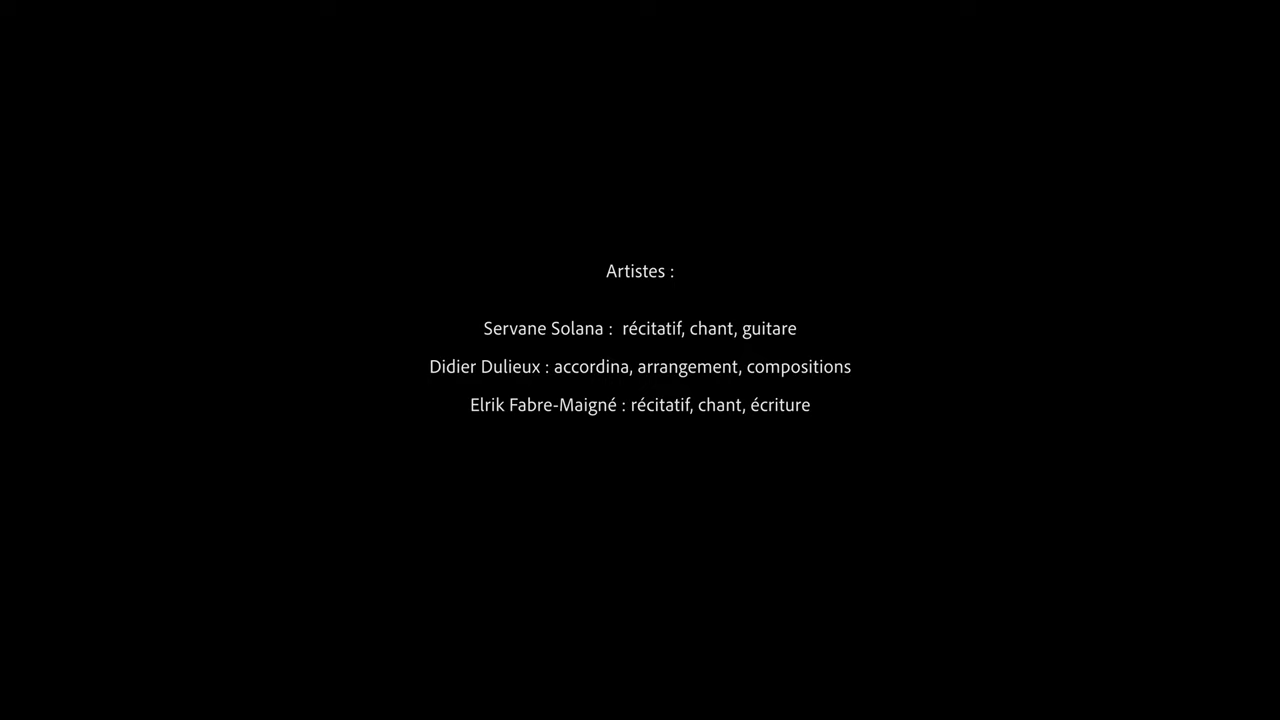 Artistes :
Servane Solana :  récitatif, chant, guitare
Didier Dulieux : accordina, arrangement, compositions
Elrik Fabre-Maigné : récitatif, chant, écriture